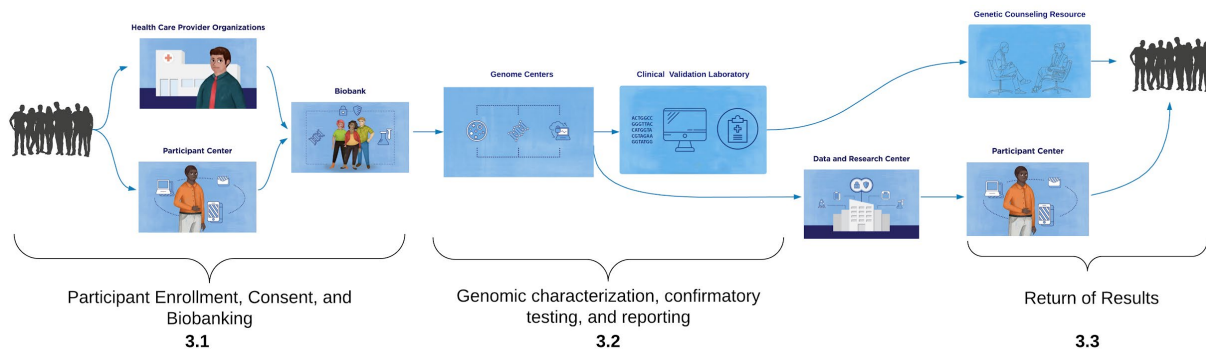 Health Care Provider Organizations
Biobank
Participant Center
Genome Centers
Clinical Validation Laboratory
ACTGGCC
GGGTTAC
CATGGTA
CGTAGGA
GGTATGG
Data and Research Center
Genetic Counseling Resource
Participant Center
Participant Enrollment, Consent, and
Biobanking
3.1
Genomic characterization, confirmatory
testing, and reporting
3.2
Return of Results
3.3